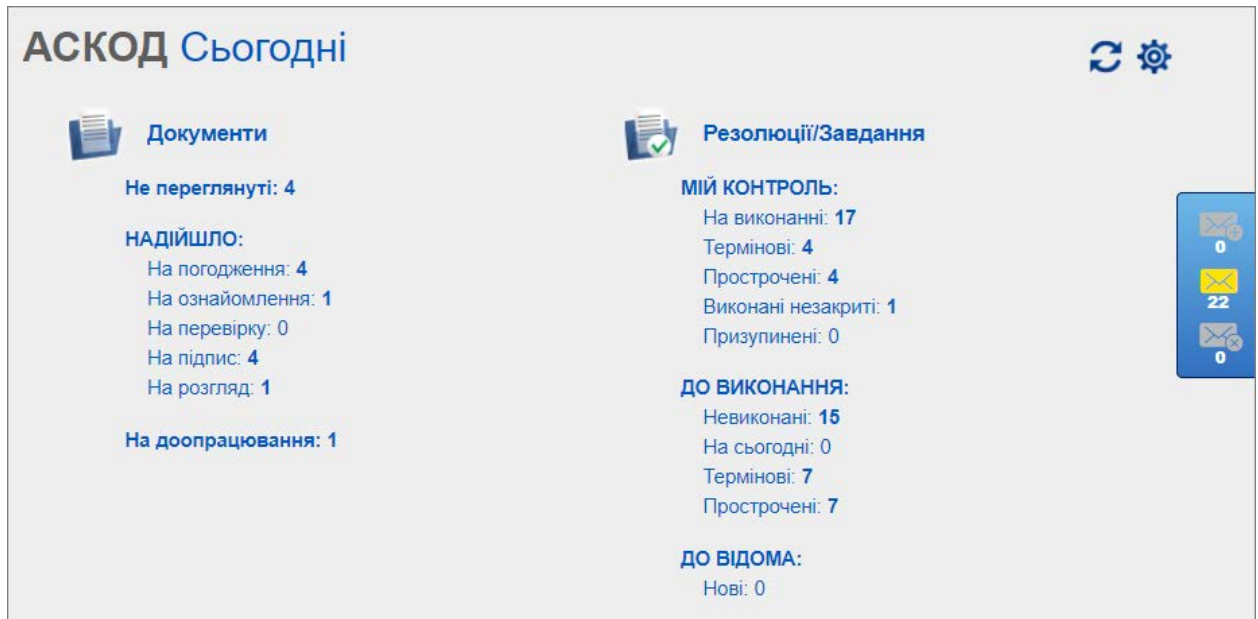 АСКОД Сьогодні
Документи
Не переглянуті: 4
НАДІЙШЛО:
На погодження: 4
На ознайомлення: 1
На перевірку: 0
На підпис: 4
На розгляд: 1
На доопрацювання: 1
Резолюції/Завдання
МІЙ КОНТРОЛЬ:
На виконанні: 17
Термінові: 4
Прострочені: 4
Виконані незакриті: 1
Призупинені: 0
ДО ВИКОНАННЯ:
Невиконані: 15
На сьогодні: 0
Термінові: 7
Прострочені: 7
ДО ВІДОМА:
Нові: 0
0
22
0